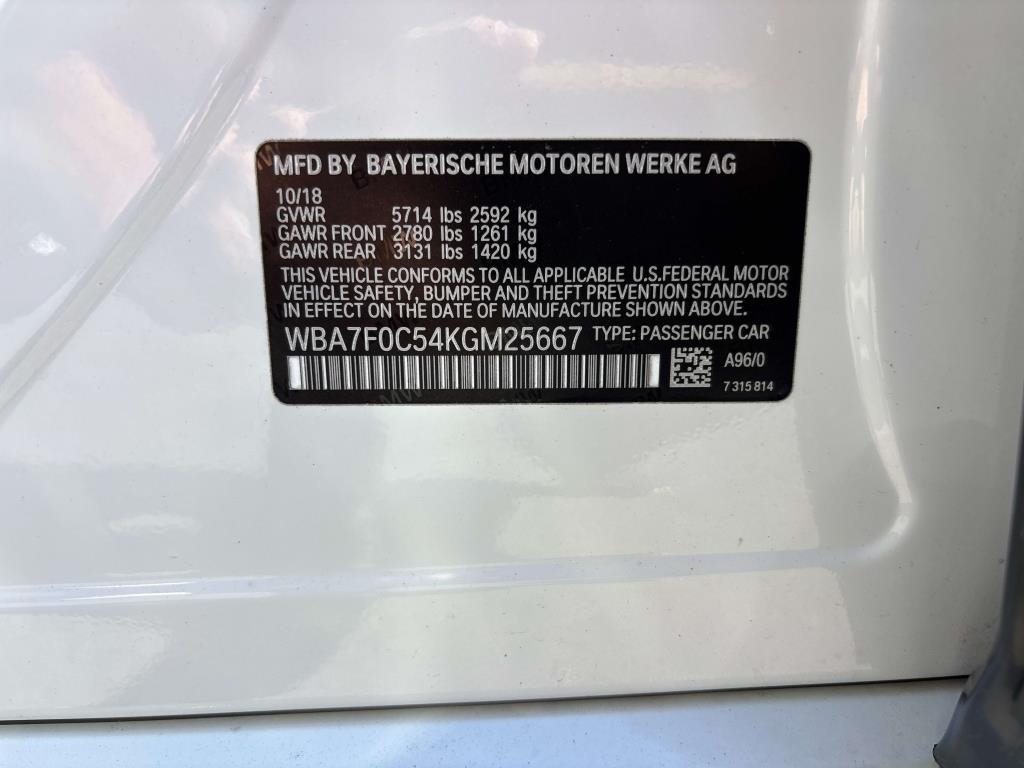 MFD BY BAYERISCHE MOTOREN WERKE AG
10/18
GVWR 5714 lbs 2592 kg
GAWR FRONT 2780 lbs 1261 kg
GAWR REAR 3131 lbs 1420 kg
THIS VEHICLE CONFORMS TO ALL APPLICABLE U.S.FEDERAL MOTOR
VEHICLE SAFETY, BUMPER AND THEFT PREVENTION STANDARDS
IN EFFECT ON THE DATE OF MANUFACTURE SHOWN ABOVE.
WBA7F0C54KGM25667 TYPE: PASSENGER CAR
A96/0
7 315 814